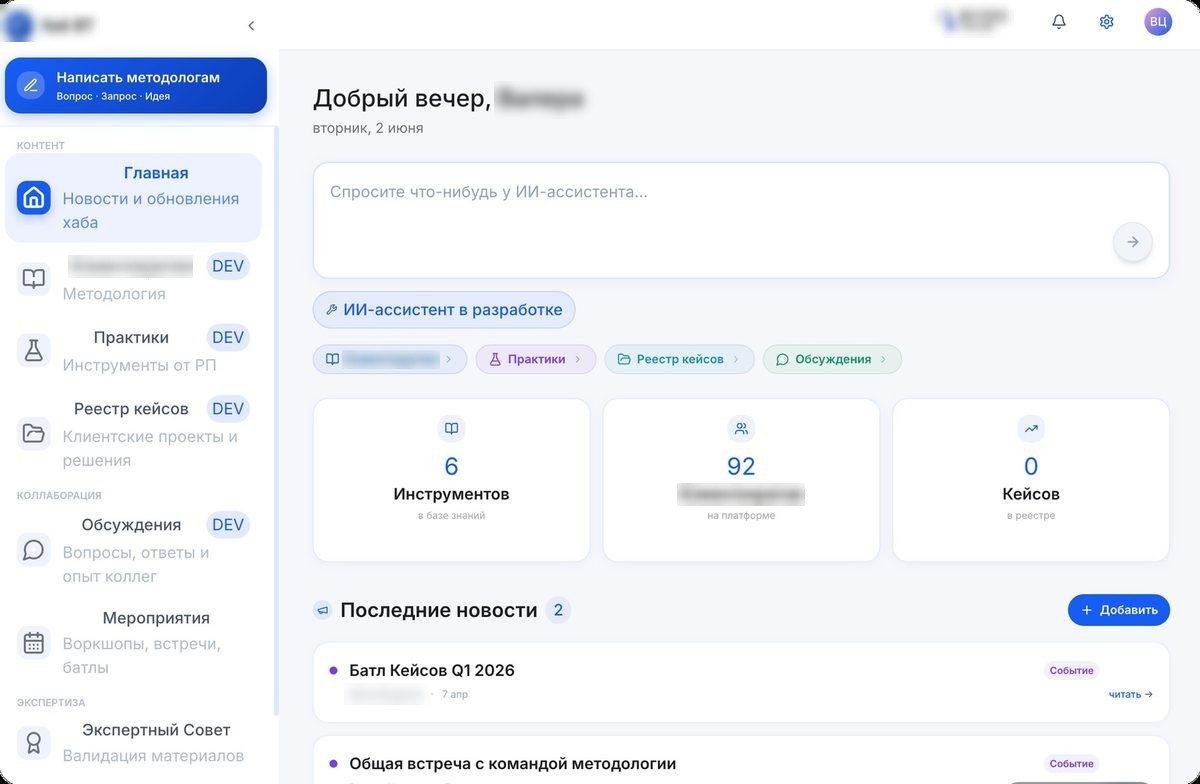 Написать методологам
Вопрос · Запрос · Идея
КОНТЕНТ
Главная
Новости и обновления
хаба
DEV
Методология
Практики DEV
Инструменты от РП
Реестр кейсов DEV
Клиентские проекты и
решения
КОЛЛАБОРАЦИЯ
Обсуждения DEV
Вопросы, ответы и
опыт коллег
Мероприятия
Воркшопы, встречи,
батлы
ЭКСПЕРТИЗА
Экспертный Совет
Валидация материалов
ВЦ
Добрый вечер,
вторник, 2 июня
Спросите что-нибудь у ИИ-ассистента...
ИИ-ассистент в разработке
Практики
Реестр кейсов
Обсуждения
6
Инструментов
в базе знаний
92
на платформе
0
Кейсов
в реестре
Последние новости 2
+ Добавить
Батл Кейсов Q1 2026
Событие
· 7 апр
читать →
Общая встреча с командой методологии
Событие